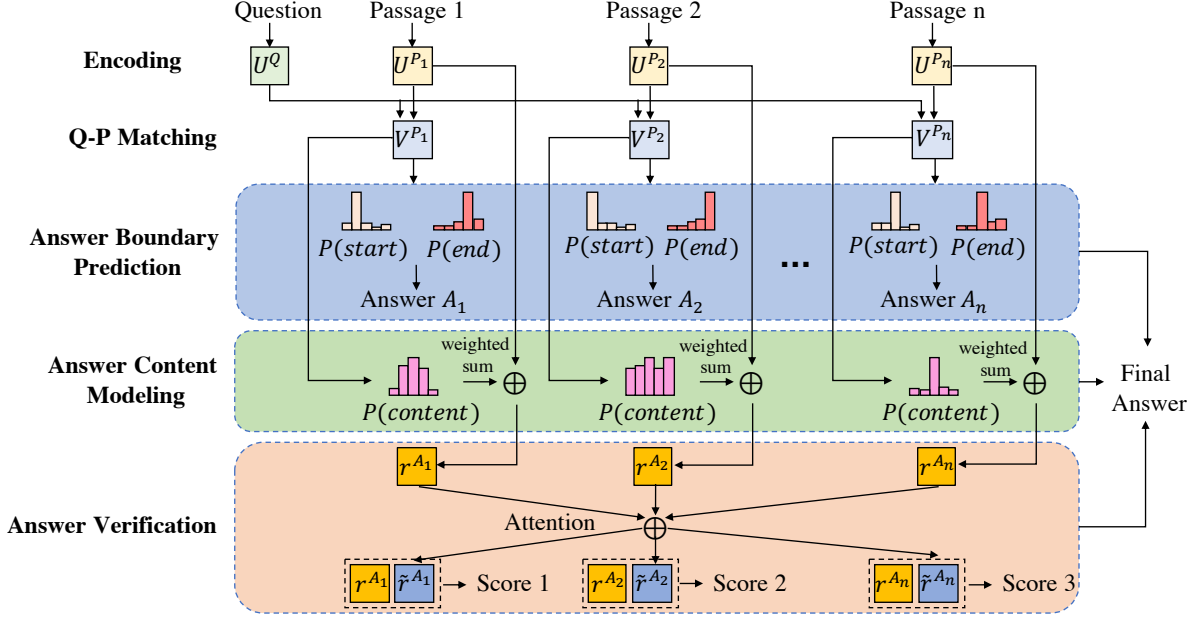 Question Passage 1 Passage 2 Passage n
Encoding U^Q U^{P_1} U^{P_2} U^{P_n}
Q-P Matching V^{P_1} V^{P_2} V^{P_n}
Answer Boundary
Prediction
P(start) P(end) P(start) P(end) P(start) P(end)
...
Answer A_1 Answer A_2 Answer A_n
Answer Content
Modeling
weighted
sum
weighted
sum
weighted
sum
P(content) P(content) P(content)
Final
Answer
r^{A_1} r^{A_2} r^{A_n}
Answer Verification
Attention
r^{A_1} r̃^{A_1} Score 1 r^{A_2} r̃^{A_2} Score 2 r^{A_n} r̃^{A_n} Score 3